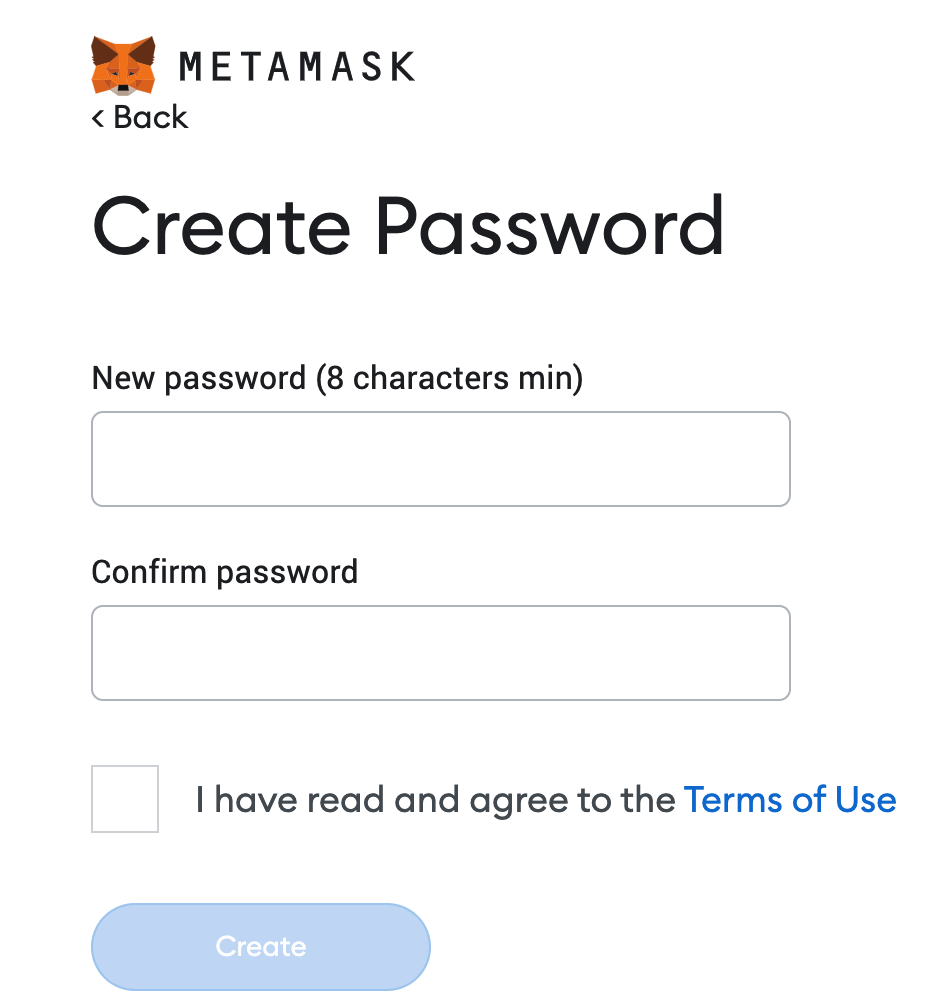 METAMASK
< Back
Create Password
New password (8 characters min)
Confirm password
I have read and agree to the Terms of Use
Create